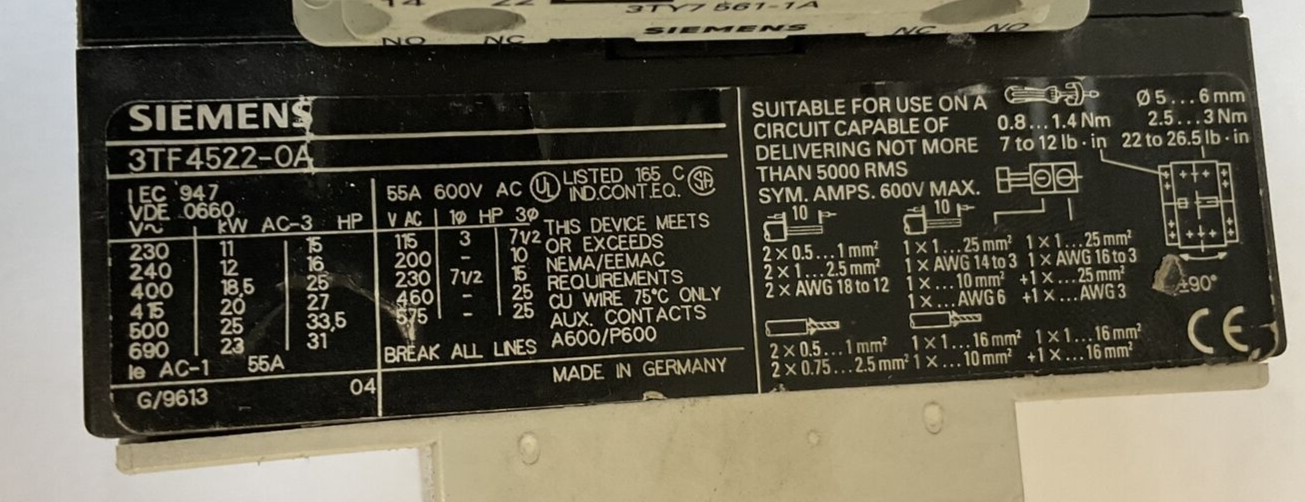 14 22
3TY7 561-1A
NO NC SIEMENS NC NO
SIEMENS
3TF4522-0A
IEC 947
VDE 0660
V~ kW AC-3 HP
230 11 15
240 12 16
400 18,5 25
415 20 27
500 25 33,5
690 23 31
Ie AC-1 55A
G/9613 04
55A 600V AC UL LISTED 165 C SA
IND.CONT.EQ.
V AC 1ø HP 3ø
115 3 7 1/2
200 - 10
230 7 1/2 15
460 - 25
575 - 25
BREAK ALL LINES
THIS DEVICE MEETS
OR EXCEEDS
NEMA/EEMAC
REQUIREMENTS
CU WIRE 75°C ONLY
AUX. CONTACTS
A600/P600
MADE IN GERMANY
SUITABLE FOR USE ON A
CIRCUIT CAPABLE OF
DELIVERING NOT MORE
THAN 5000 RMS
SYM. AMPS. 600V MAX.
0.8...1.4 Nm
7 to 12 lb·in
Ø 5...6 mm
2.5...3 Nm
22 to 26.5 lb·in
10
2 × 0.5...1 mm²
2 × 1...2.5 mm²
2 × AWG 18 to 12
10
1 × 1...25 mm² 1 × 1...25 mm²
1 × AWG 14 to 3 1 × AWG 16 to 3
1 × ...10 mm² +1 × ...25 mm²
1 × ...AWG 6 +1 × ...AWG 3
±90°
2 × 0.5...1 mm²
2 × 0.75...2.5 mm²
1 × 1...16 mm² 1 × 1...16 mm²
1 × ...10 mm² +1 × ...16 mm²
CE